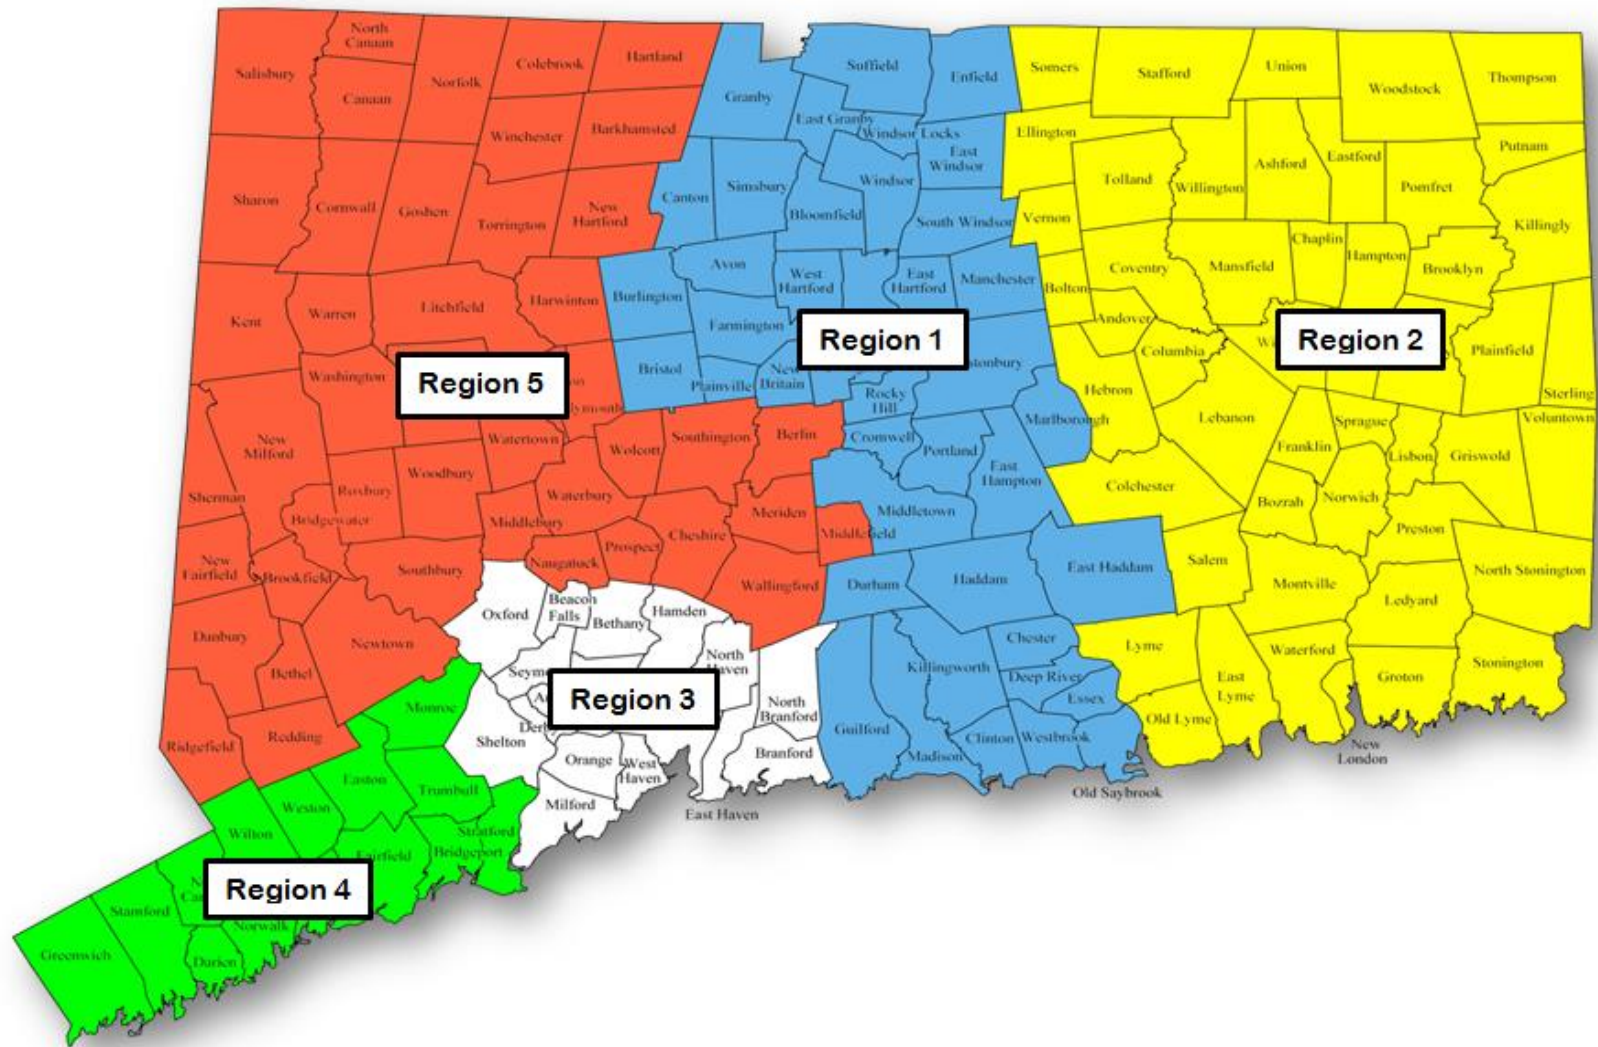 North
Canaan
Hartland
Colebrook
Salisbury
Norfolk
Canaan
Winchester
Barkhamsted
Sharon
Cornwall
Goshen
Torrington
New
Hartford
Kent
Warren
Litchfield
Harwinton
Washington
Region 5
New
Milford
Watertown
Wolcott
Southington
Berlin
Sherman
Roxbury
Woodbury
Waterbury
Bridgewater
Middlebury
Meriden
Middlefield
Cheshire
Prospect
Naugatuck
Southbury
New
Fairfield
Brookfield
Wallingford
Danbury
Newtown
Bethel
Ridgefield
Redding
Suffield
Enfield
Granby
East Granby
Windsor Locks
East
Windsor
Canton
Simsbury
Windsor
Bloomfield
South Windsor
Avon
West
Hartford
East
Hartford
Manchester
Burlington
Farmington
Region 1
Bristol
Plainville
New
Britain
Rocky
Hill
Marlborough
Cromwell
Portland
East
Hampton
Middletown
Durham
Haddam
East Haddam
Chester
Killingworth
Deep River
Essex
Guilford
Madison
Clinton
Westbrook
Old Saybrook
Somers
Stafford
Union
Woodstock
Thompson
Ellington
Putnam
Tolland
Willington
Ashford
Eastford
Pomfret
Vernon
Killingly
Chaplin
Hampton
Brooklyn
Mansfield
Coventry
Bolton
Andover
Columbia
Region 2
Plainfield
Sterling
Hebron
Lebanon
Sprague
Voluntown
Franklin
Lisbon
Griswold
Colchester
Bozrah
Norwich
Preston
Salem
Montville
North Stonington
Ledyard
Lyme
East
Lyme
Waterford
Stonington
Groton
Old Lyme
New
London
Oxford
Beacon
Falls
Bethany
Hamden
North
Haven
Region 3
North
Branford
Shelton
Orange
West
Haven
Branford
Milford
East Haven
Monroe
Easton
Trumbull
Weston
Wilton
Stratford
Fairfield
Bridgeport
Region 4
Stamford
Norwalk
Greenwich
Darien